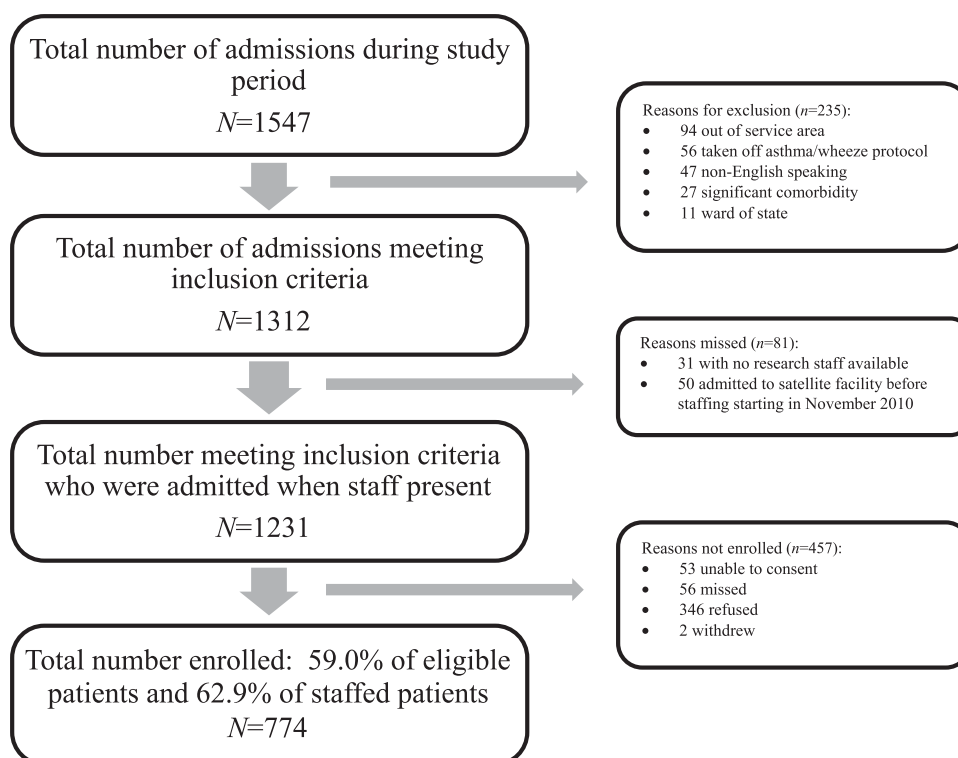 Total number of admissions during study
period
N=1547
Reasons for exclusion (n=235):
• 94 out of service area
• 56 taken off asthma/wheeze protocol
• 47 non-English speaking
• 27 significant comorbidity
• 11 ward of state
Total number of admissions meeting
inclusion criteria
N=1312
Reasons missed (n=81):
• 31 with no research staff available
• 50 admitted to satellite facility before
staffing starting in November 2010
Total number meeting inclusion criteria
who were admitted when staff present
N=1231
Reasons not enrolled (n=457):
• 53 unable to consent
• 56 missed
• 346 refused
• 2 withdrew
Total number enrolled: 59.0% of eligible
patients and 62.9% of staffed patients
N=774